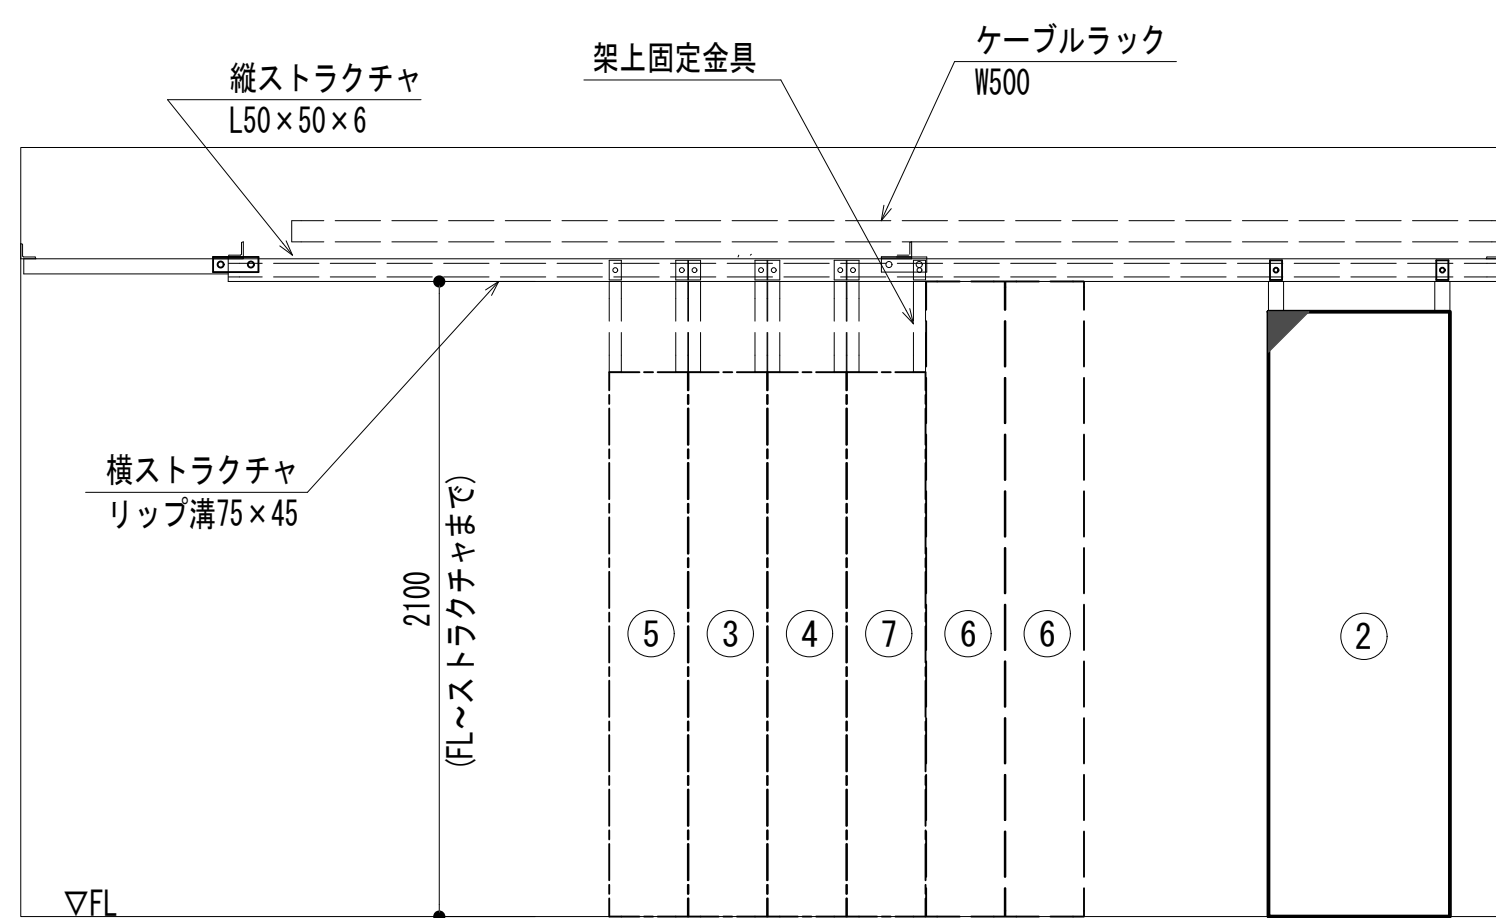 ケーブルラック
W500
架上固定金具
縦ストラクチャ
L50×50×6
横ストラクチャ
リップ溝75×45
2100
(FL~ストラクチャまで)
⑤
③
④
⑦
⑥
⑥
②
▽FL